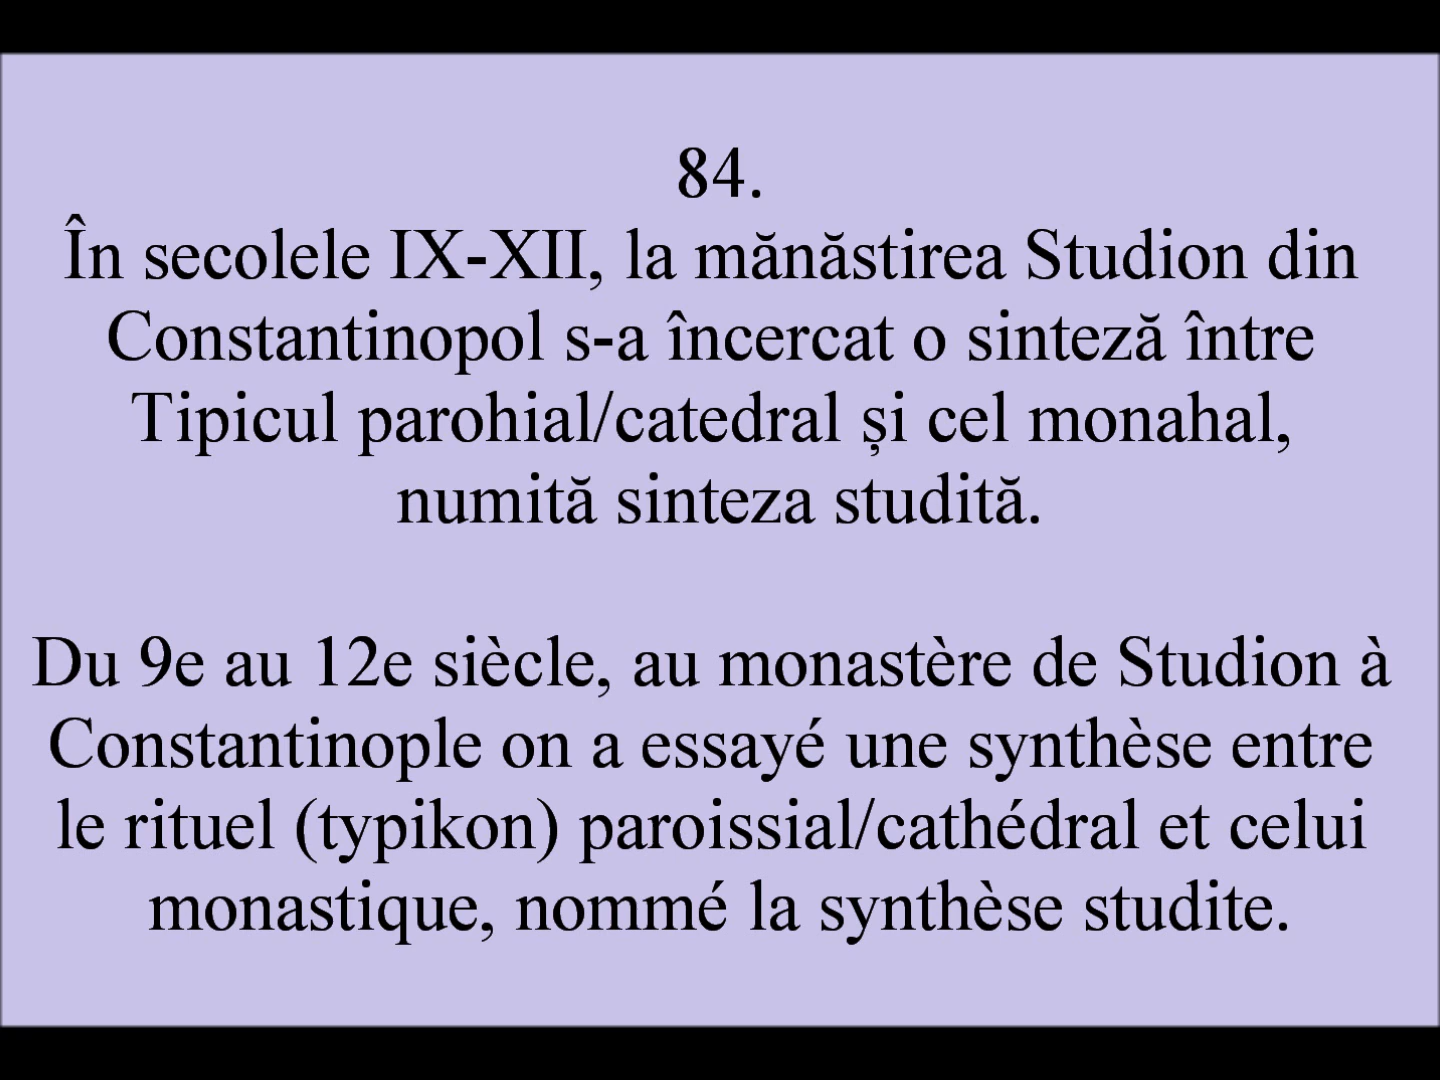 84.
În secolele IX-XII, la mănăstirea Studion din
Constantinopol s-a încercat o sinteză între
Tipicul parohial/catedral și cel monahal,
numită sinteza studită.
Du 9e au 12e siècle, au monastère de Studion à
Constantinople on a essayé une synthèse entre
le rituel (typikon) paroissial/cathédral et celui
monastique, nommé la synthèse studite.